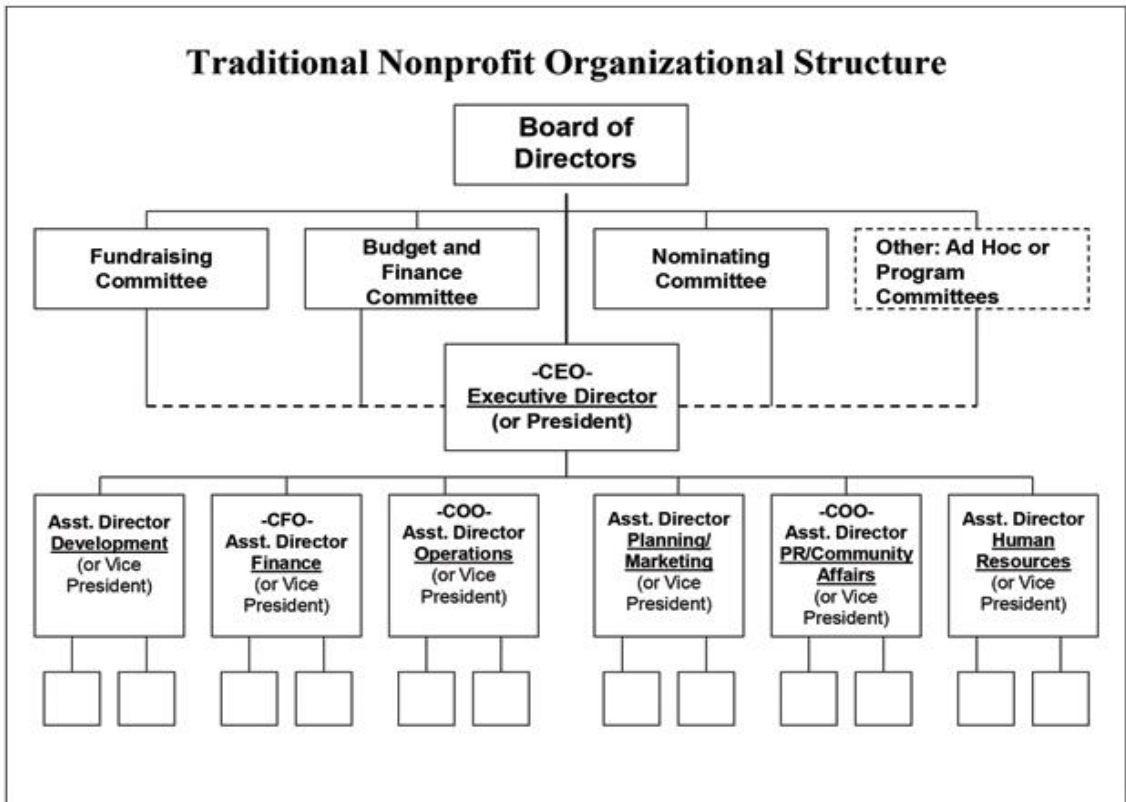 Traditional Nonprofit Organizational Structure
Board of
Directors
Fundraising
Committee
Budget and
Finance
Committee
Nominating
Committee
Other: Ad Hoc or
Program
Committees
-CEO-
Executive Director
(or President)
Asst. Director
Development
(or Vice
President)
-CFO-
Asst. Director
Finance
(or Vice
President)
-COO-
Asst. Director
Operations
(or Vice
President)
Asst. Director
Planning/
Marketing
(or Vice
President)
-COO-
Asst. Director
PR/Community
Affairs
(or Vice
President)
Asst. Director
Human
Resources
(or Vice
President)